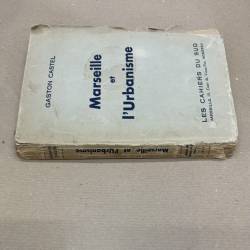 GASTON CASTEL
Marseille
et
l'Urbanisme
LES CAHIERS DU SUD
Marseille et l'Urbanisme